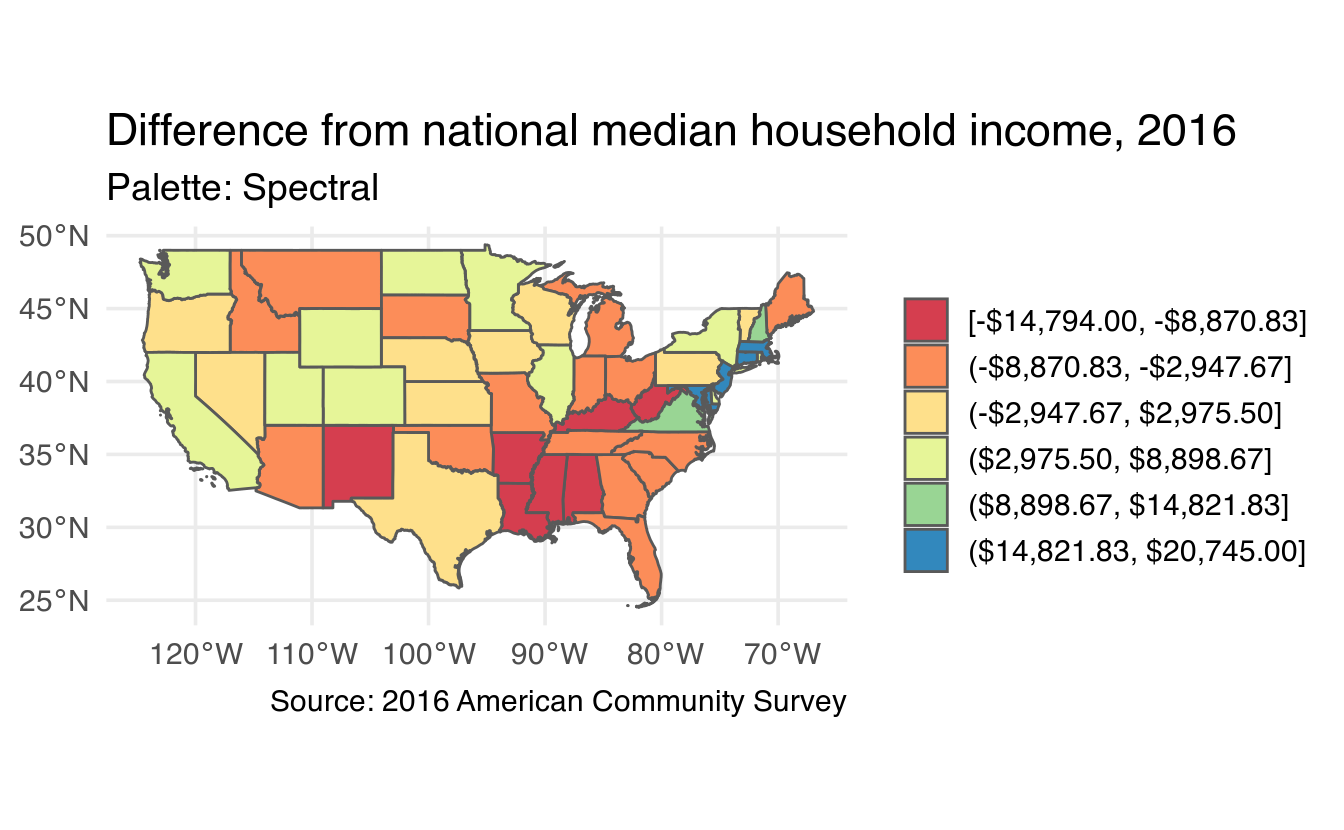 Difference from national median household income, 2016
Palette: Spectral
50°N
45°N
40°N
35°N
30°N
25°N
120°W 110°W 100°W 90°W 80°W 70°W
[-$14,794.00, -$8,870.83]
(-$8,870.83, -$2,947.67]
(-$2,947.67, $2,975.50]
($2,975.50, $8,898.67]
($8,898.67, $14,821.83]
($14,821.83, $20,745.00]
Source: 2016 American Community Survey